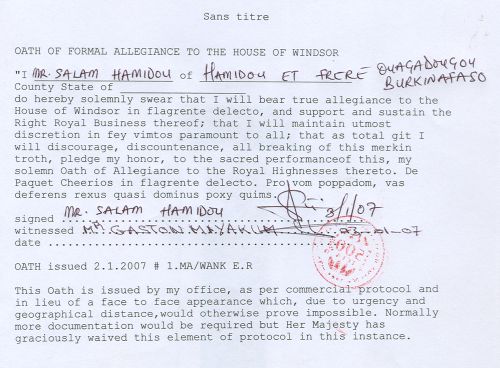 Sans titre
OATH OF FORMAL ALLEGIANCE TO THE HOUSE OF WINDSOR
"I MR. SALAM HAMIDOU of HAMIDOU ET FRERE OUAGADOUGOU
County State of BURKINAFASO
do hereby solemnly swear that I will bear true allegiance to the
House of Windsor in flagrente delecto, and support and sustain the
Right Royal Business thereof; that I will maintain utmost
discretion in fey vimtos paramount to all; that as total git I
will discourage, discountenance, all breaking of this merkin
troth, pledge my honor, to the sacred performanceof this, my
solemn Oath of Allegiance to the Royal Highnesses thereto. De
Paquet Cheerios in flagrente delecto. Pro vom poppadom, vas
deferens rexus quasi dominus poxy quims.
signed MR. SALAM HAMIDOU 3/1/07
witnessed MR GASTON MAYAKUM 03-01-07
date
OATH issued 2.1.2007 # 1.MA/WANK E.R
This Oath is issued by my office, as per commercial protocol and
in lieu of a face to face appearance which, due to urgency and
geographical distance,would otherwise prove impossible. Normally
more documentation would be required but Her Majesty has
graciously waived this element of protocol in this instance.